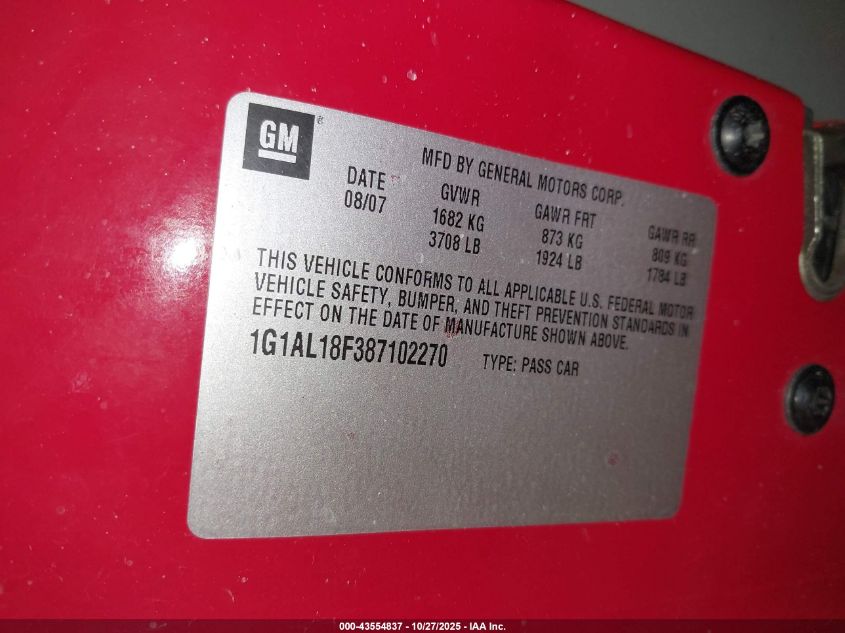 GM
MFD BY GENERAL MOTORS CORP.
DATE GVWR GAWR FRT GAWR RR
08/07 1682 KG 873 KG 809 KG
3708 LB 1924 LB 1784 LB
THIS VEHICLE CONFORMS TO ALL APPLICABLE U.S. FEDERAL MOTOR
VEHICLE SAFETY, BUMPER, AND THEFT PREVENTION STANDARDS IN
EFFECT ON THE DATE OF MANUFACTURE SHOWN ABOVE.
1G1AL18F387102270 TYPE: PASS CAR
000-43554837 - 10/27/2025 - IAA Inc.